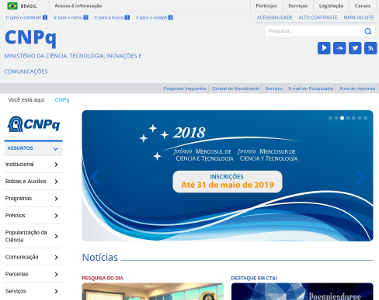 BRASIL
Acesso à informação
Participe
Serviços
Legislação
Canais
Ir para o conteúdo 1
Ir para o menu 2
Ir para a busca 3
Ir para o rodapé 4
ACESSIBILIDADE
ALTO CONTRASTE
MAPA DO SITE
CNPq
MINISTÉRIO DA CIÊNCIA, TECNOLOGIA, INOVAÇÕES E
COMUNICAÇÕES
Perguntas frequentes
Central de Atendimento
Serviços
E-mail do Pesquisador
Área de imprensa
Você está aqui:
CNPq
CNPq
ASSUNTOS
Institucional
Bolsas e Auxílios
Programas
Prêmios
Popularização da
Ciência
Comunicação
Parcerias
Serviços
2018
prêmio MERCOSUL DE
CIÊNCIA E TECNOLOGIA
premio MERCOSUR DE
CIENCIA Y TECNOLOGÍA
INSCRIÇÕES
Até 31 de maio de 2019
Notícias
PESQUISA DO DIA
DESTAQUE EM CT&I
Pesquisadores